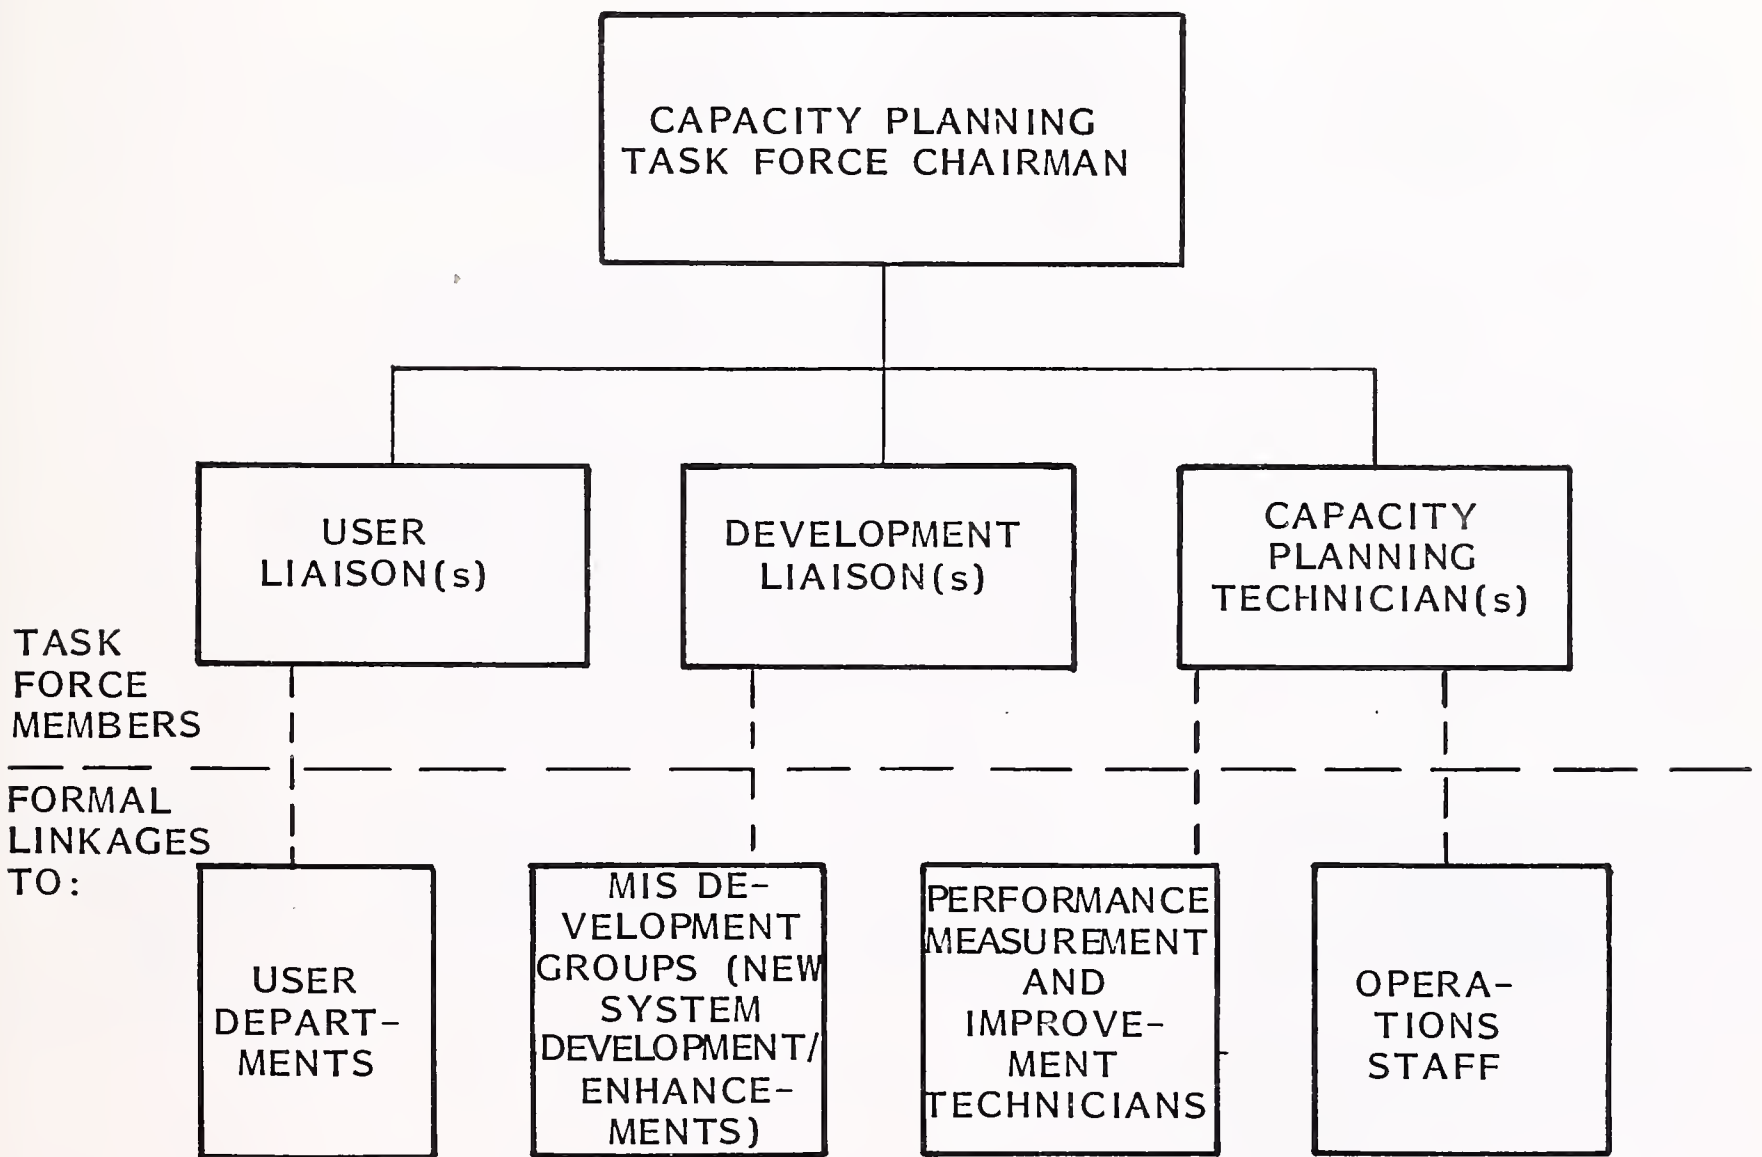 CAPACITY PLANNING
TASK FORCE CHAIRMAN
USER
LIAISON(s)
DEVELOPMENT
LIAISON(s)
CAPACITY
PLANNING
TECHNICIAN(s)
TASK
FORCE
MEMBERS
FORMAL
LINKAGES
TO:
USER
DEPART-
MENTS
MIS DE-
VELOPMENT
GROUPS (NEW
SYSTEM
DEVELOPMENT/
ENHANCE-
MENTS)
PERFORMANCE
MEASUREMENT
AND
IMPROVE-
MENT
TECHNICIANS
OPERA-
TIONS
STAFF